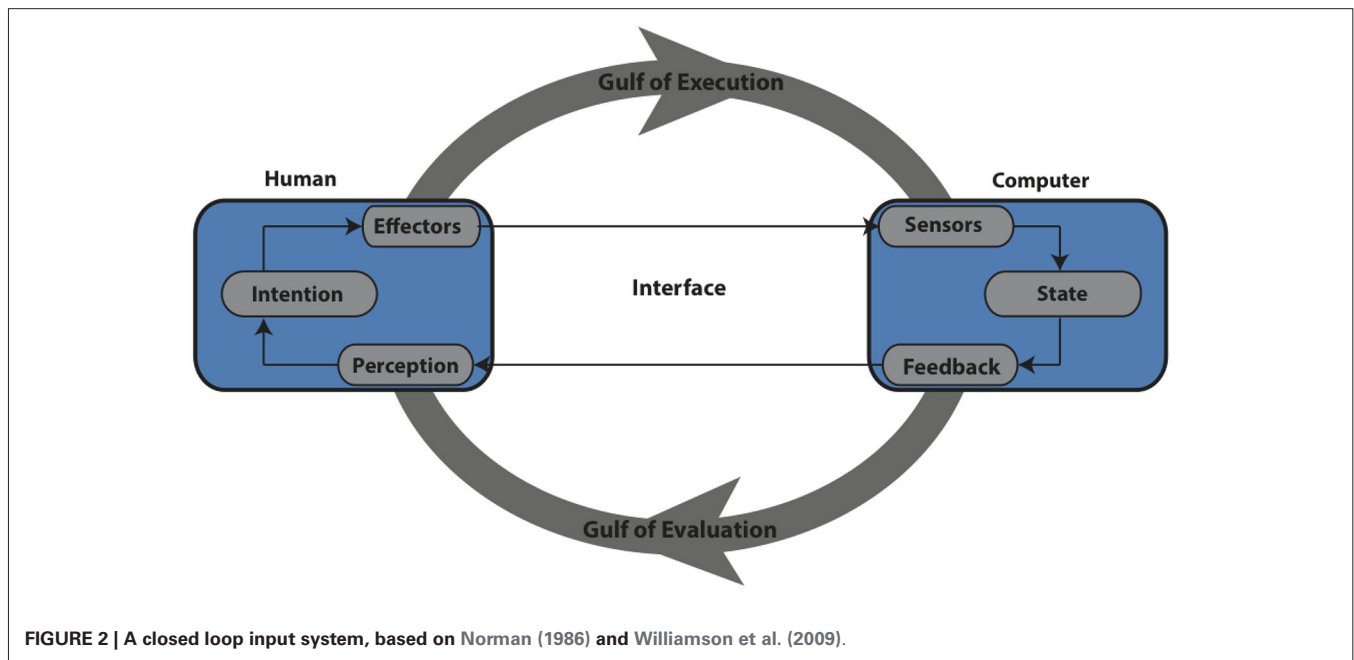 Gulf of Execution
Human
Computer
Effectors
Sensors
Intention
Interface
State
Perception
Feedback
Gulf of Evaluation
FIGURE 2 | A closed loop input system, based on Norman (1986) and Williamson et al. (2009).